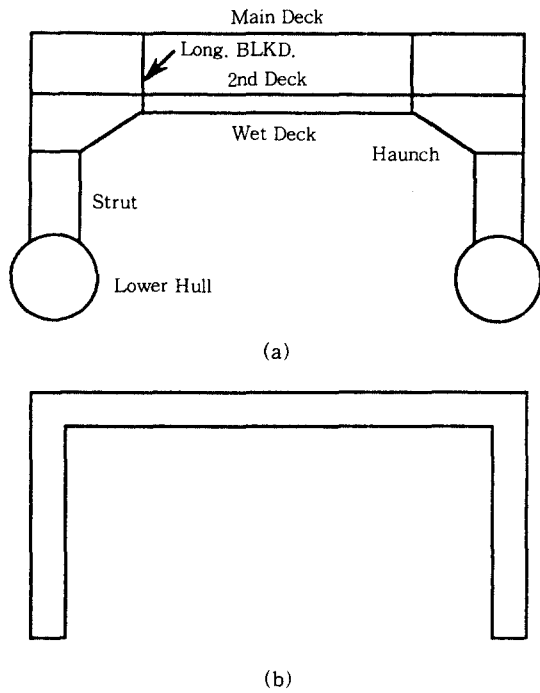 Main Deck
Long. BLKD.
2nd Deck
Wet Deck
Haunch
Strut
Lower Hull
(a)
(b)